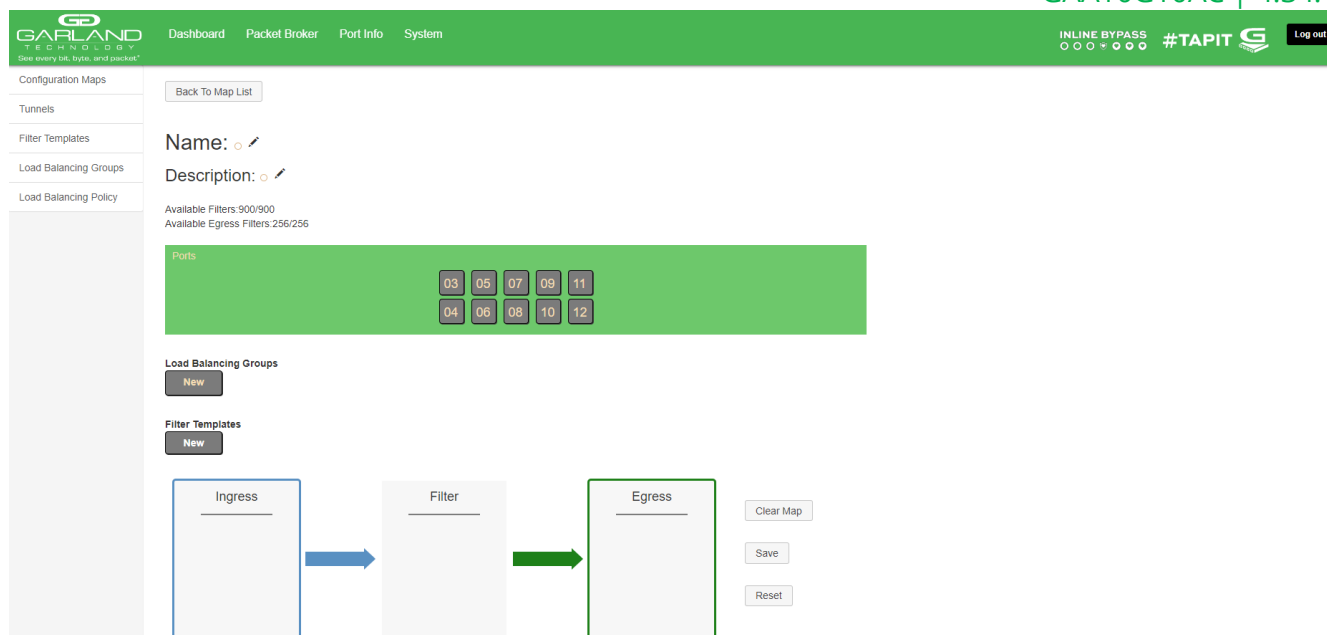 GARLAND
TECHNOLOGY
See every bit, byte, and packet®
Dashboard Packet Broker Port Info System
INLINE BYPASS
#TAPIT
Log out
Configuration Maps
Tunnels
Filter Templates
Load Balancing Groups
Load Balancing Policy
Back To Map List
Name:
Description:
Available Filters:900/900
Available Egress Filters:256/256
Ports
03 05 07 09 11
04 06 08 10 12
Load Balancing Groups
New
Filter Templates
New
Ingress Filter Egress
Clear Map
Save
Reset